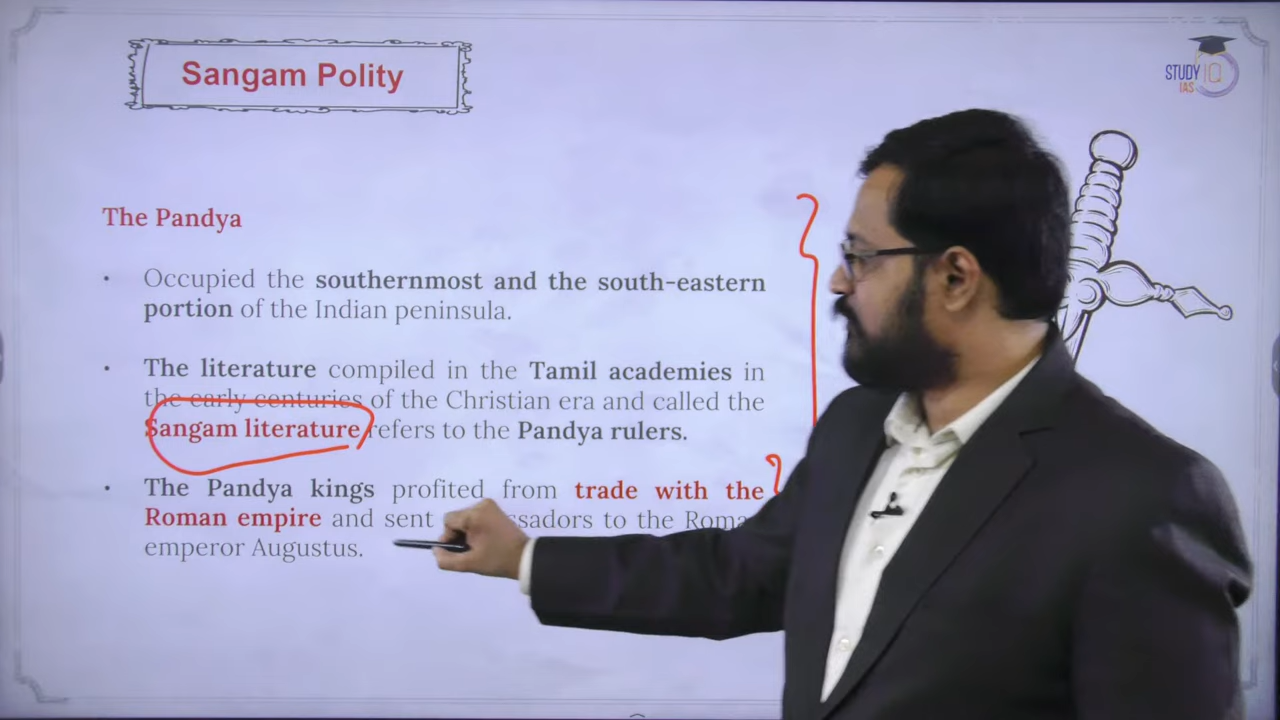 Sangam Polity
STUDY IQ
IAS
The Pandya
• Occupied the southernmost and the south-eastern
portion of the Indian peninsula.
• The literature compiled in the Tamil academies in
the early centuries of the Christian era and called the
Sangam literature refers to the Pandya rulers.
• The Pandya kings profited from trade with the
Roman empire and sent to the
emperor Augustus.